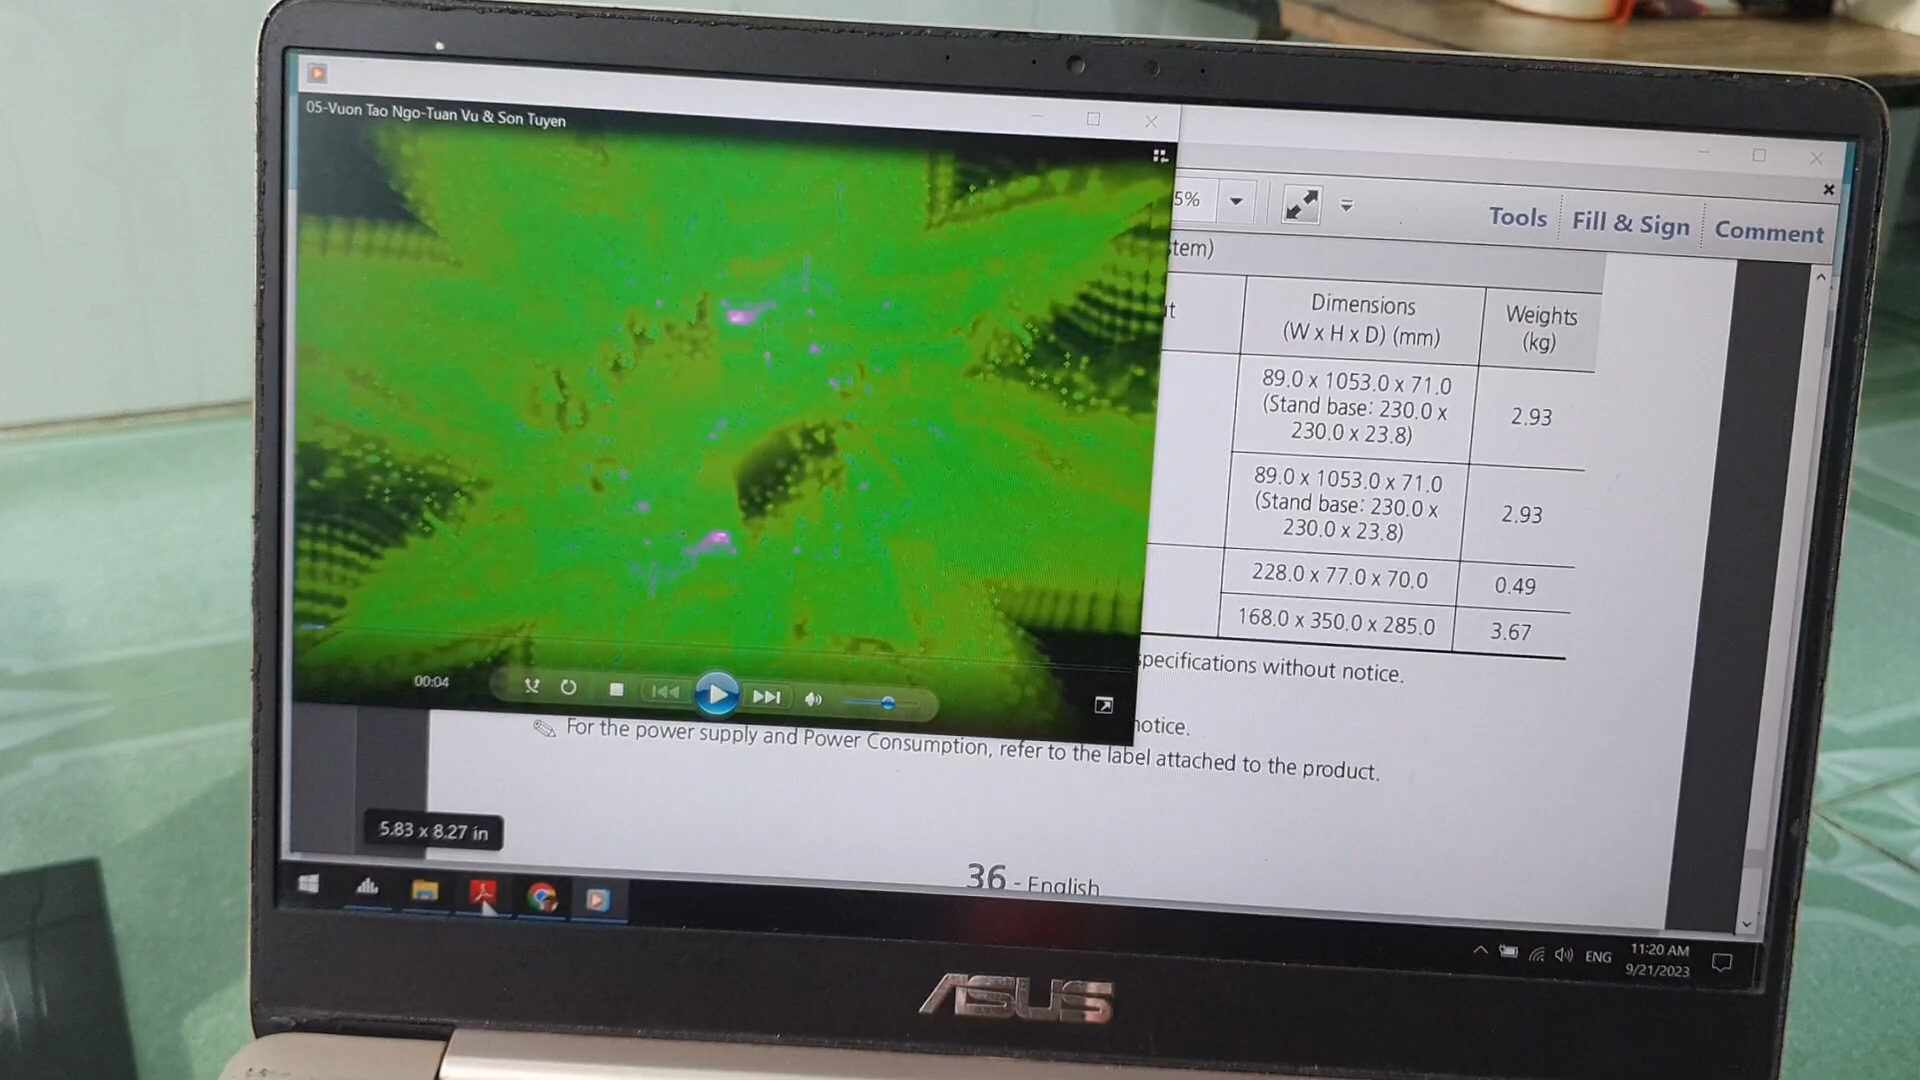 05-Vuon Tao Ngo-Tuan Vu & Son Tuyen
5%
Tools
Fill & Sign
Comment
stem)
Dimensions
(W x H x D) (mm)
Weights
(kg)
89.0 x 1053.0 x 71.0
(Stand base: 230.0 x
230.0 x 23.8)
2.93
89.0 x 1053.0 x 71.0
(Stand base: 230.0 x
230.0 x 23.8)
2.93
228.0 x 77.0 x 70.0
0.49
168.0 x 350.0 x 285.0
3.67
specifications without notice.
00:04
notice.
For the power supply and Power Consumption, refer to the label attached to the product.
5.83 x 8.27 in
36 - English
ENG
11:20 AM
9/21/2023
ASUS